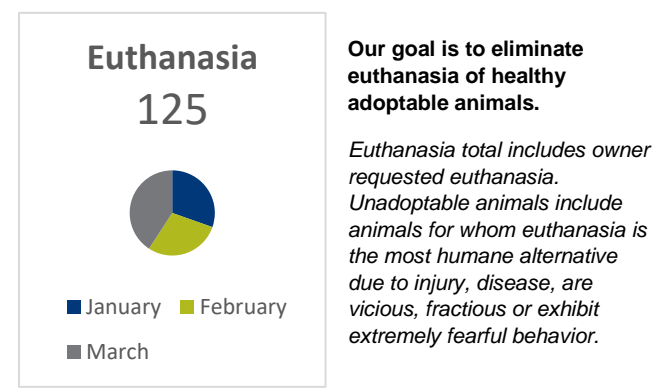 Euthanasia
125
January
February
March
Our goal is to eliminate
euthanasia of healthy
adoptable animals.
Euthanasia total includes owner
requested euthanasia.
Unadoptable animals include
animals for whom euthanasia is
the most humane alternative
due to injury, disease, are
vicious, fractious or exhibit
extremely fearful behavior.